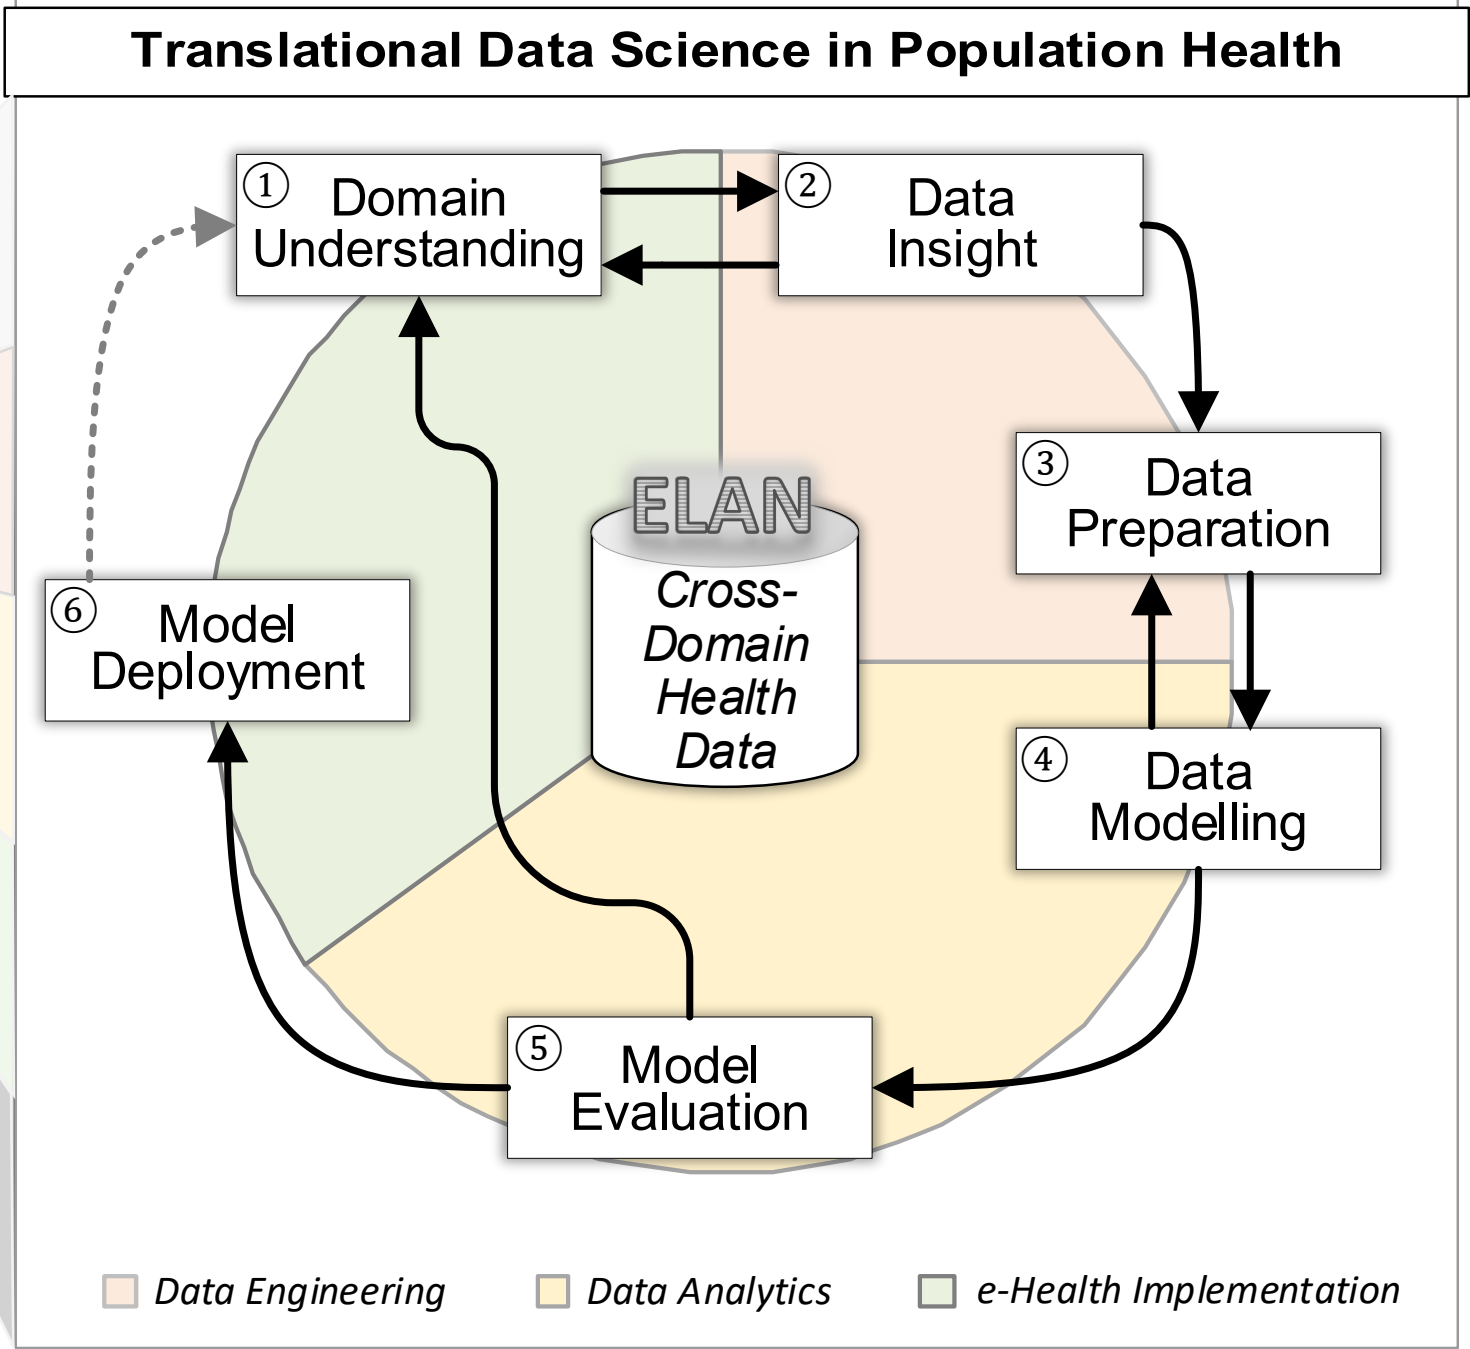 Translational Data Science in Population Health
① Domain
Understanding
② Data
Insight
③ Data
Preparation
④ Data
Modelling
⑤ Model
Evaluation
⑥ Model
Deployment
ELAN
Cross-
Domain
Health
Data
Data Engineering
Data Analytics
e-Health Implementation